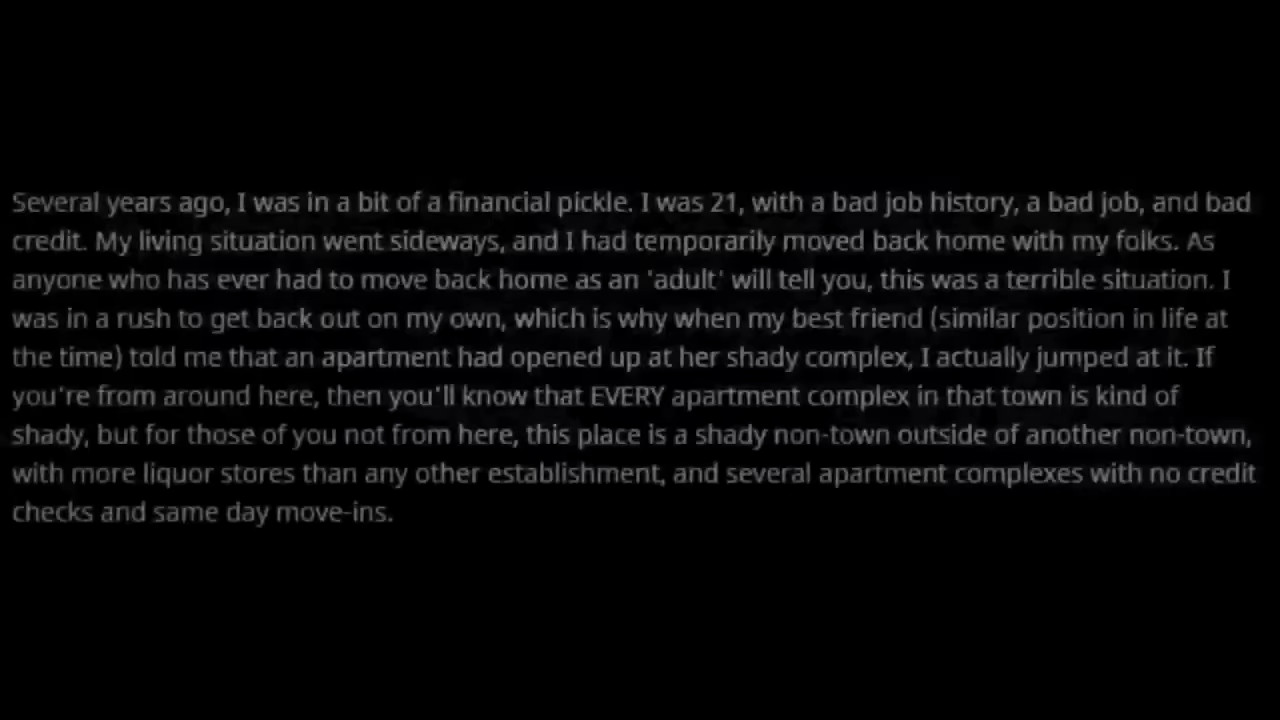 Several years ago, I was in a bit of a financial pickle. I was 21, with a bad job history, a bad job, and bad
credit. My living situation went sideways, and I had temporarily moved back home with my folks. As
anyone who has ever had to move back home as an 'adult' will tell you, this was a terrible situation. I
was in a rush to get back out on my own, which is why when my best friend (similar position in life at
the time) told me that an apartment had opened up at her shady complex, I actually jumped at it. If
you're from around here, then you'll know that EVERY apartment complex in that town is kind of
shady, but for those of you not from here, this place is a shady non-town outside of another non-town,
with more liquor stores than any other establishment, and several apartment complexes with no credit
checks and same day move-ins.